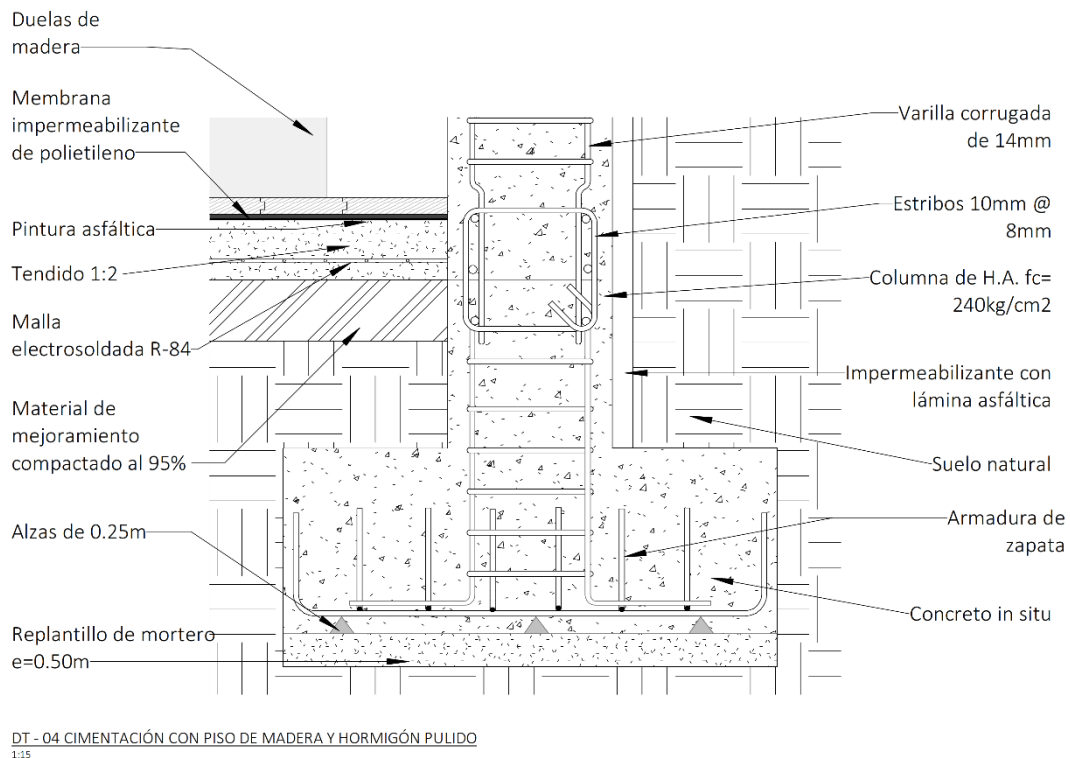 Duelas de
madera
Membrana
impermeabilizante
de polietileno
Pintura asfáltica
Tendido 1:2
Malla
electrosoldada R-84
Material de
mejoramiento
compactado al 95%
Alzas de 0.25m
Replantillo de mortero
e=0.50m
Varilla corrugada
de 14mm
Estribos 10mm @
8mm
Columna de H.A. fc=
240kg/cm2
Impermeabilizante con
lámina asfáltica
Suelo natural
Armadura de
zapata
Concreto in situ
DT - 04 CIMENTACIÓN CON PISO DE MADERA Y HORMIGÓN PULIDO
1:15